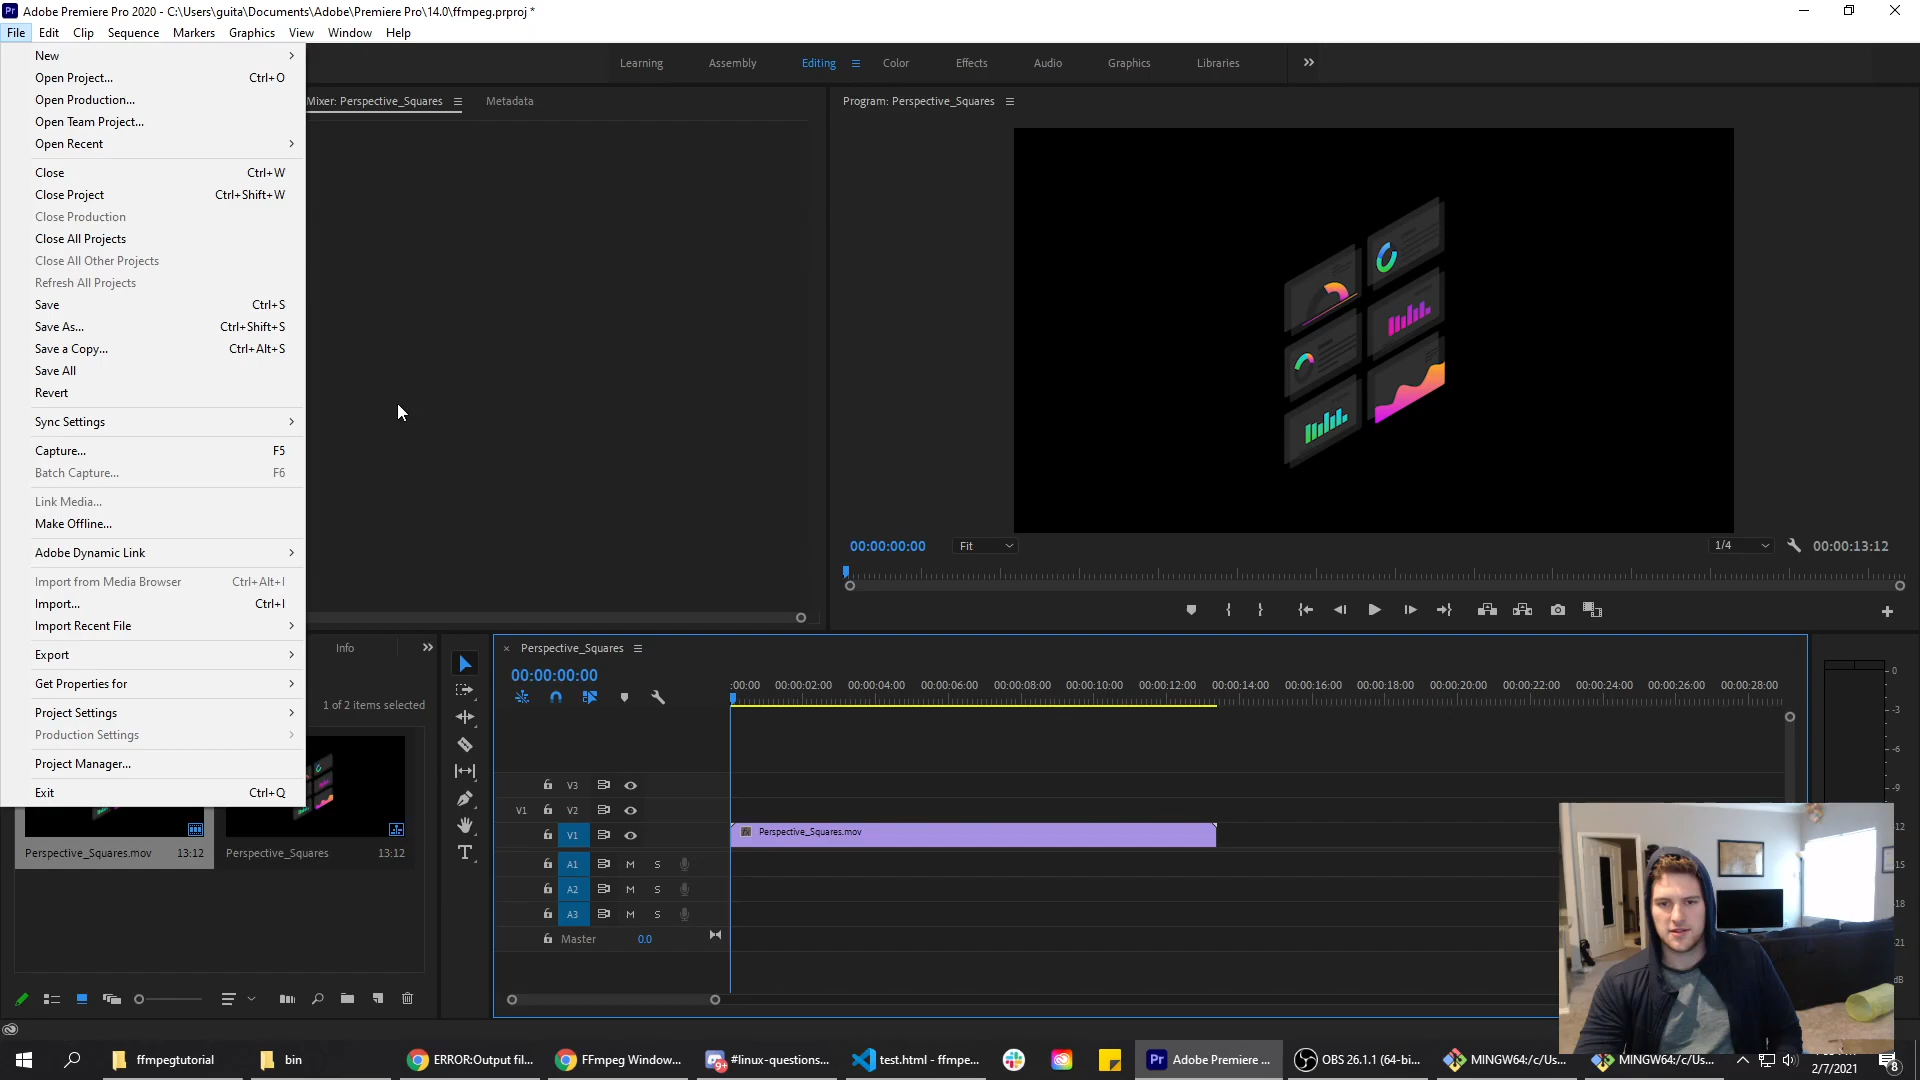 Adobe Premiere Pro 2020 - C:\Users\guita\Documents\Adobe\Premiere Pro\14.0\ffmpeg.prproj *
File Edit Clip Sequence Markers Graphics View Window Help
New
Open Project... Ctrl+O
Open Production...
Open Team Project...
Open Recent
Close Ctrl+W
Close Project Ctrl+Shift+W
Close Production
Close All Projects
Close All Other Projects
Refresh All Projects
Save Ctrl+S
Save As... Ctrl+Shift+S
Save a Copy... Ctrl+Alt+S
Save All
Revert
Sync Settings
Capture... F5
Batch Capture... F6
Link Media...
Make Offline...
Adobe Dynamic Link
Import from Media Browser Ctrl+Alt+I
Import... Ctrl+I
Import Recent File
Export
Get Properties for
Project Settings
Production Settings
Project Manager...
Exit Ctrl+Q
Learning Assembly Editing Color Effects Audio Graphics Libraries
Mixer: Perspective_Squares Metadata
Program: Perspective_Squares
00:00:00:00 Fit 1/4 00:00:13:12
Info
1 of 2 items selected
Perspective_Squares.mov 13:12 Perspective_Squares 13:12
Perspective_Squares
00:00:00:00
:00:00 00:00:02:00 00:00:04:00 00:00:06:00 00:00:08:00 00:00:10:00 00:00:12:00 00:00:14:00 00:00:16:00 00:00:18:00 00:00:20:00 00:00:22:00 00:00:24:00 00:00:26:00 00:00:28:00
V3
V1 V2
V1 Perspective_Squares.mov
A1 M S
A2 M S
A3 M S
Master 0.0
0
-3
-6
-9
12
15
18
21
dB
ffmpegtutorial bin ERROR:Output fil... FFmpeg Window... #linux-questions... test.html - ffmpe... Adobe Premiere ... OBS 26.1.1 (64-bi... MINGW64:/c/Us... MINGW64:/c/Us...
2/7/2021
8